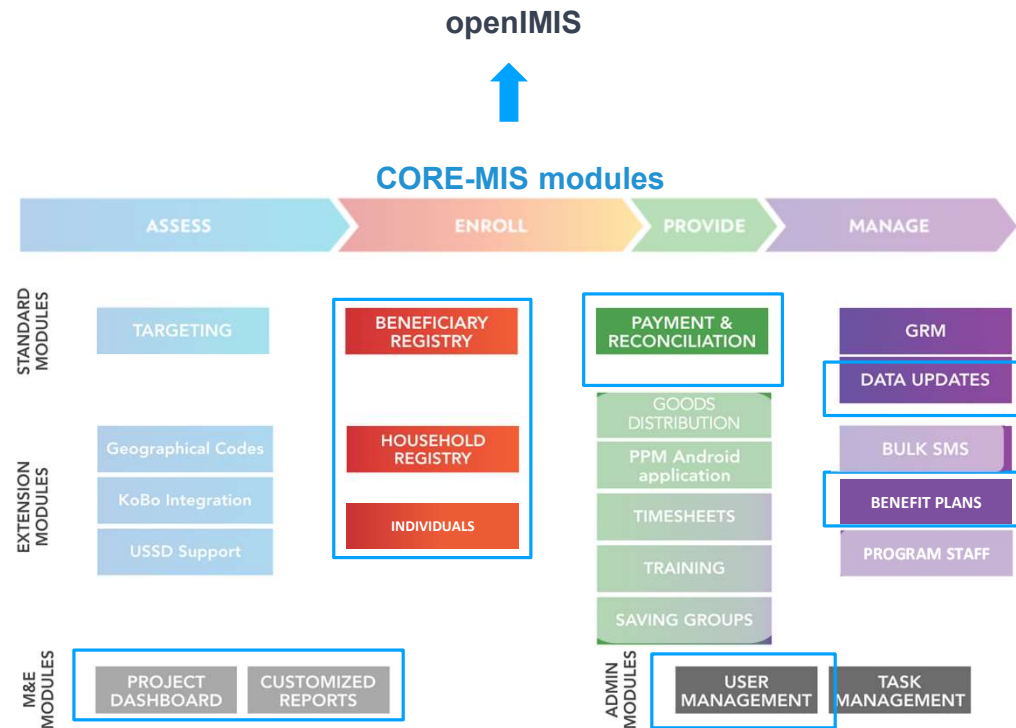 openIMIS
CORE-MIS modules
ASSESS
ENROLL
PROVIDE
MANAGE
STANDARD
MODULES
TARGETING
BENEFICIARY
REGISTRY
PAYMENT &
RECONCILIATION
GRM
DATA UPDATES
EXTENSION
MODULES
Geographical Codes
KoBo Integration
USSD Support
HOUSEHOLD
REGISTRY
INDIVIDUALS
GOODS
DISTRIBUTION
PPM Android
application
TIMESHEETS
TRAINING
SAVING GROUPS
BULK SMS
BENEFIT PLANS
PROGRAM STAFF
M&E
MODULES
PROJECT
DASHBOARD
CUSTOMIZED
REPORTS
ADMIN
MODULES
USER
MANAGEMENT
TASK
MANAGEMENT